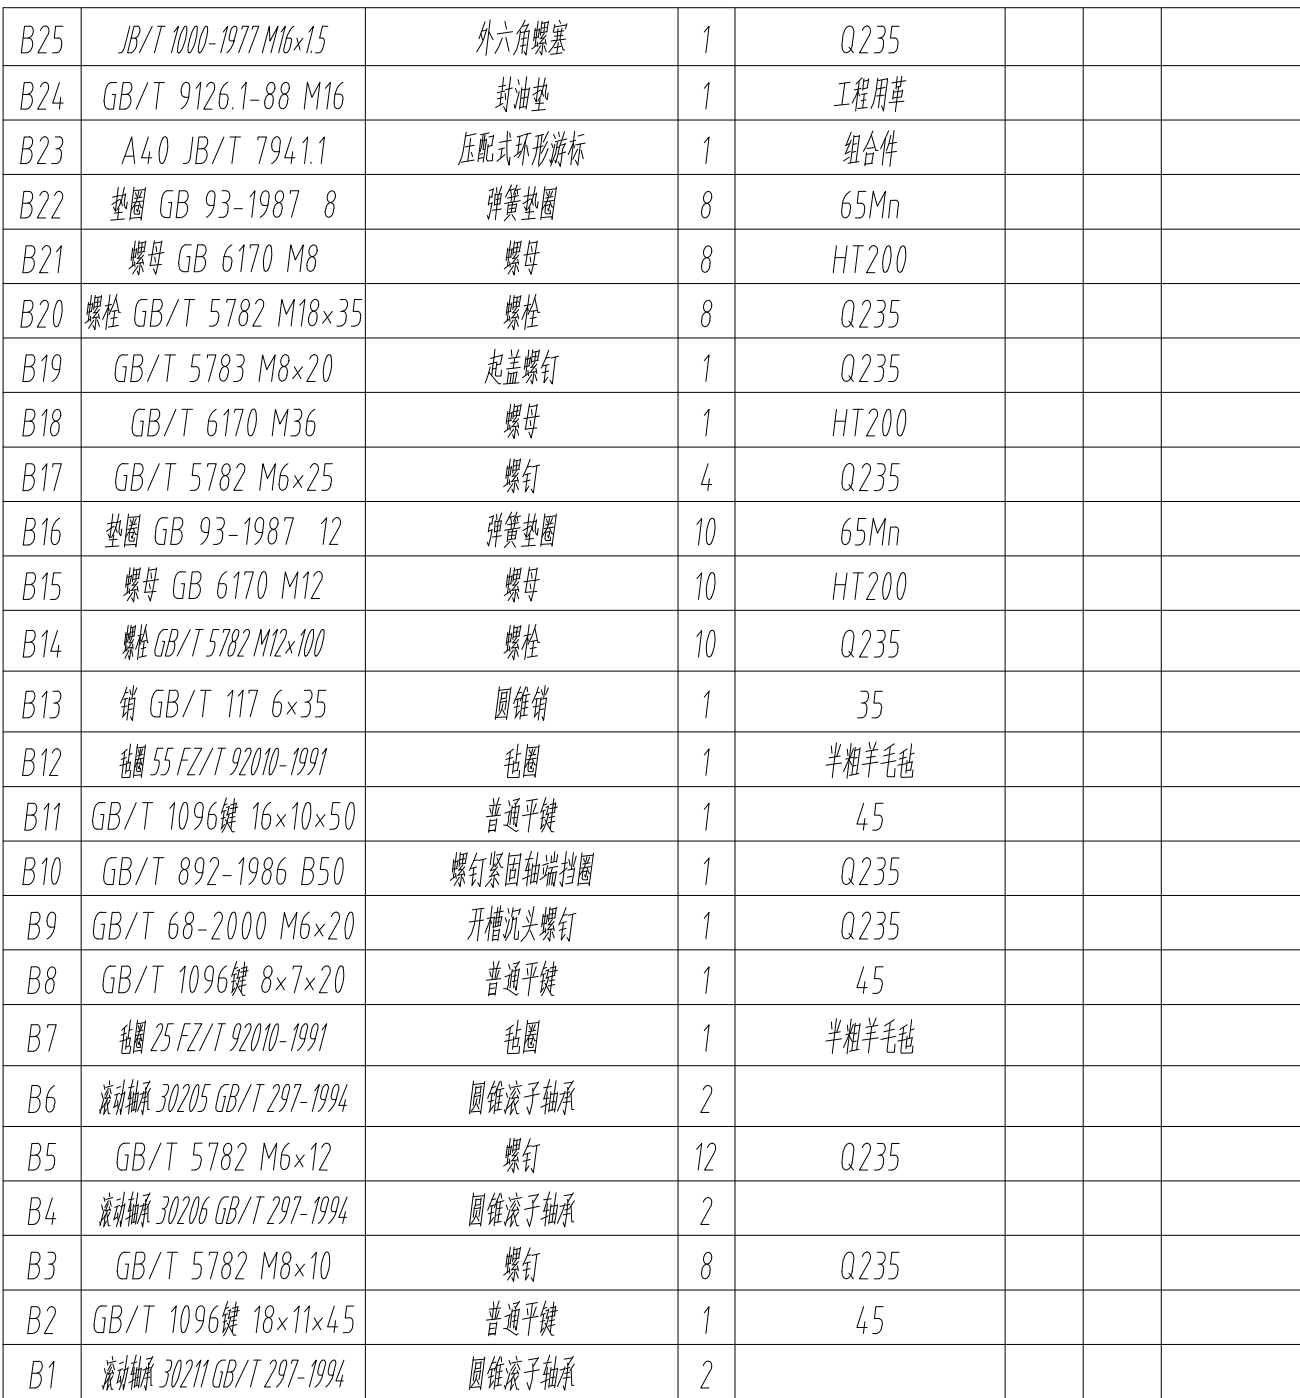 B25 JB/T 1000-1977 M16×1.5 外六角螺塞 1 Q235
B24 GB/T 9126.1-88 M16 封油垫 1 工程用革
B23 A40 JB/T 7941.1 压配式环形游标 1 组合件
B22 垫圈 GB 93-1987 8 弹簧垫圈 8 65Mn
B21 螺母 GB 6170 M8 螺母 8 HT200
B20 螺栓 GB/T 5782 M18×35 螺栓 8 Q235
B19 GB/T 5783 M8×20 起盖螺钉 1 Q235
B18 GB/T 6170 M36 螺母 1 HT200
B17 GB/T 5782 M6×25 螺钉 4 Q235
B16 垫圈 GB 93-1987 12 弹簧垫圈 10 65Mn
B15 螺母 GB 6170 M12 螺母 10 HT200
B14 螺栓 GB/T 5782 M12×100 螺栓 10 Q235
B13 销 GB/T 117 6×35 圆锥销 1 35
B12 毡圈 55 FZ/T 92010-1991 毡圈 1 半粗羊毛毡
B11 GB/T 1096键 16×10×50 普通平键 1 45
B10 GB/T 892-1986 B50 螺钉紧固轴端挡圈 1 Q235
B9 GB/T 68-2000 M6×20 开槽沉头螺钉 1 Q235
B8 GB/T 1096键 8×7×20 普通平键 1 45
B7 毡圈 25 FZ/T 92010-1991 毡圈 1 半粗羊毛毡
B6 滚动轴承 30205 GB/T 297-1994 圆锥滚子轴承 2
B5 GB/T 5782 M6×12 螺钉 12 Q235
B4 滚动轴承 30206 GB/T 297-1994 圆锥滚子轴承 2
B3 GB/T 5782 M8×10 螺钉 8 Q235
B2 GB/T 1096键 18×11×45 普通平键 1 45
B1 滚动轴承 30211 GB/T 297-1994 圆锥滚子轴承 2